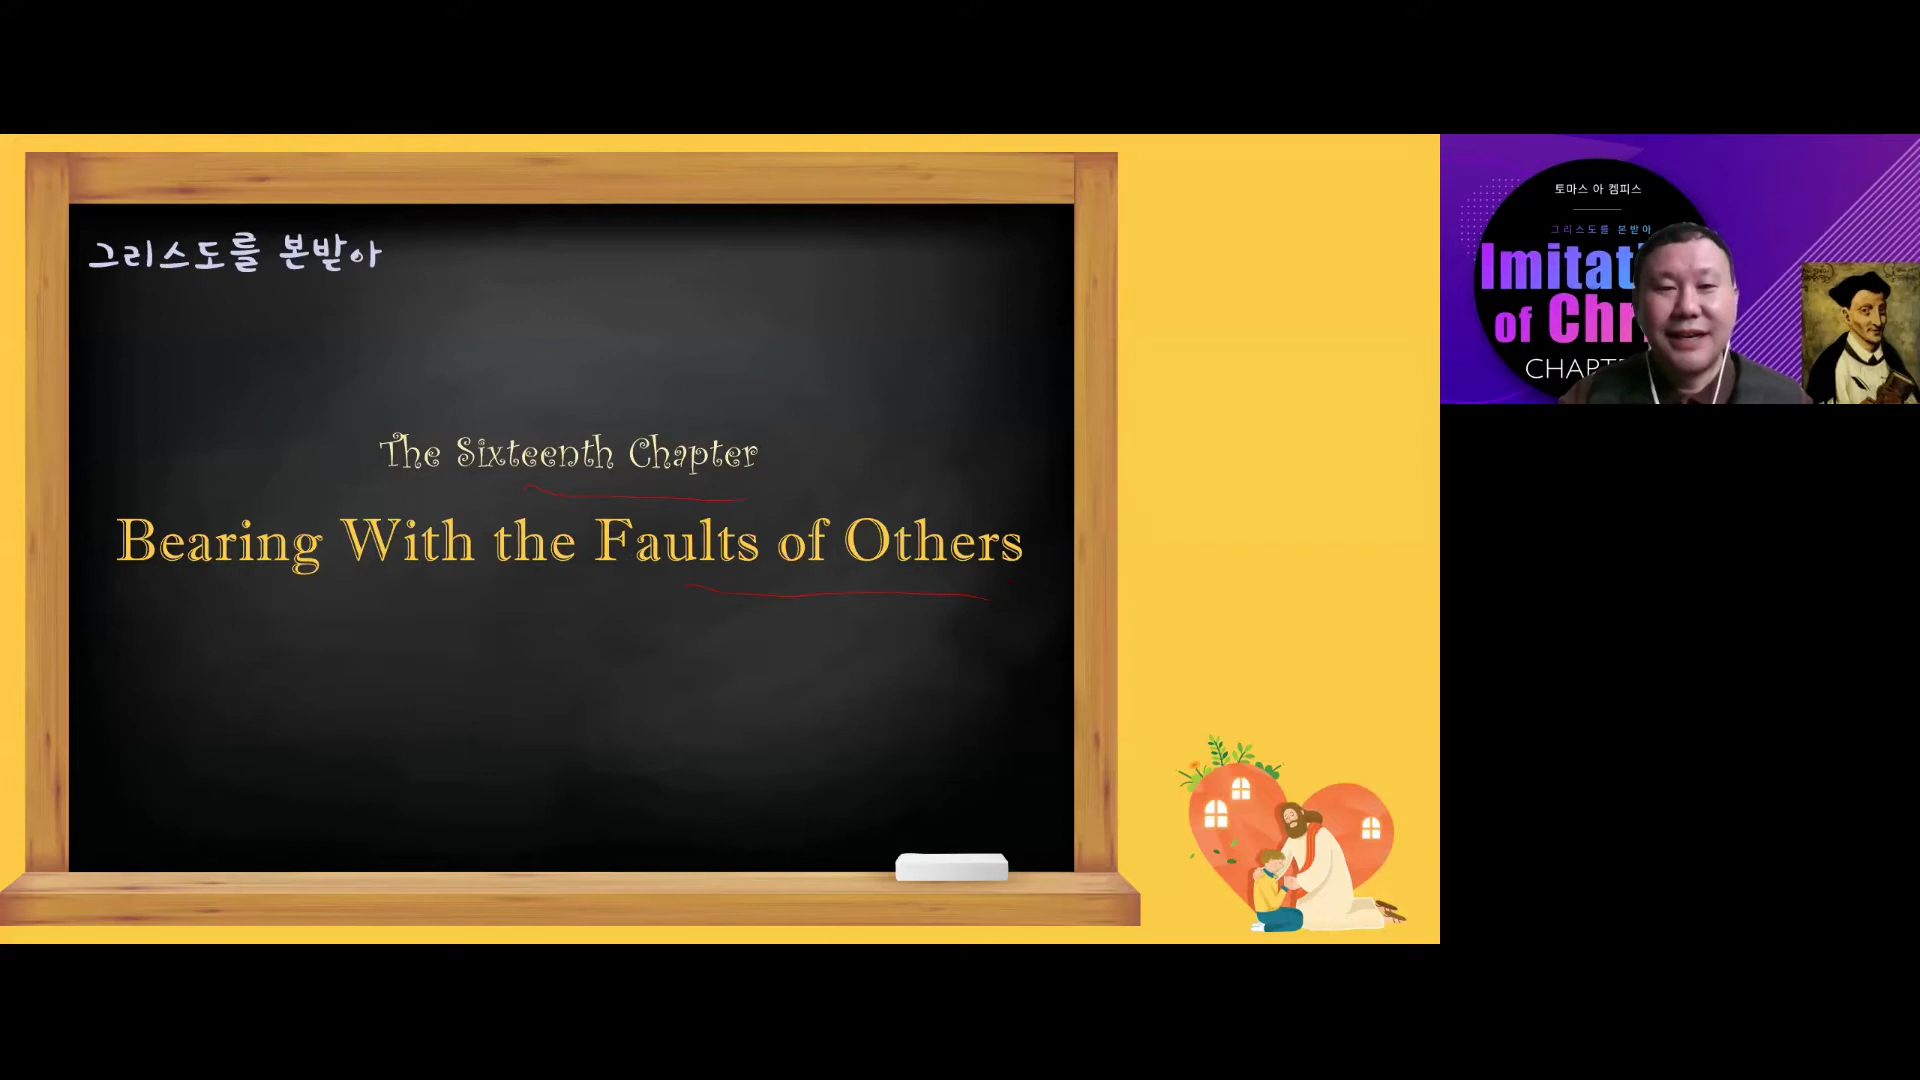 그리스도를 본받아
The Sixteenth Chapter
Bearing With the Faults of Others
토마스 아 켐피스
그리스도를 본받아
Imitat
of Chr
CHAPT